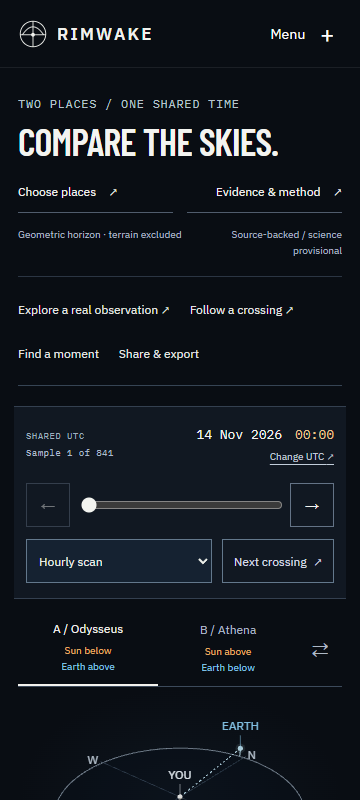 RIMWAKE
Menu +
TWO PLACES / ONE SHARED TIME
COMPARE THE SKIES.
Choose places ↗
Evidence & method ↗
Geometric horizon · terrain excluded
Source-backed / science
provisional
Explore a real observation ↗
Follow a crossing ↗
Find a moment
Share & export
SHARED UTC
Sample 1 of 841
14 Nov 2026 00:00
Change UTC ↗
← →
Hourly scan
Next crossing ↗
A / Odysseus
Sun below
Earth above
B / Athena
Sun above
Earth below
⇄
EARTH
W
N
YOU